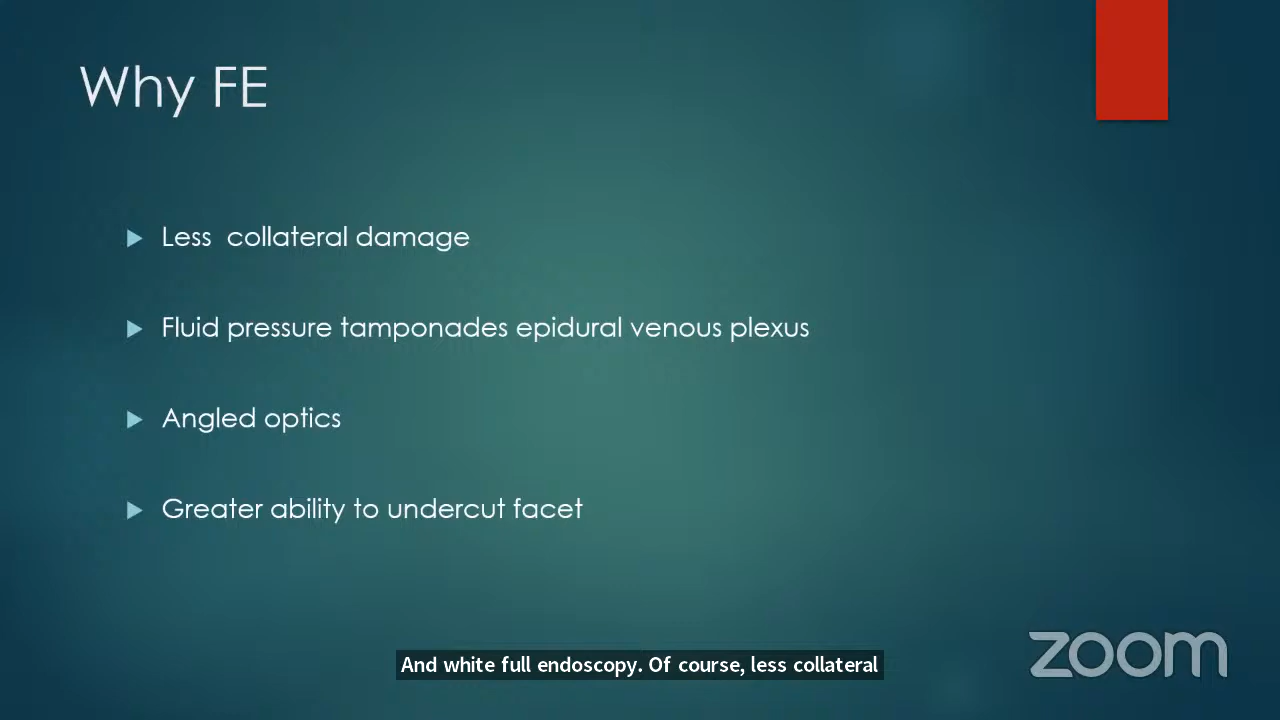 Why FE
Less collateral damage
Fluid pressure tamponades epidural venous plexus
Angled optics
Greater ability to undercut facet
And white full endoscopy. Of course, less collateral
zoom